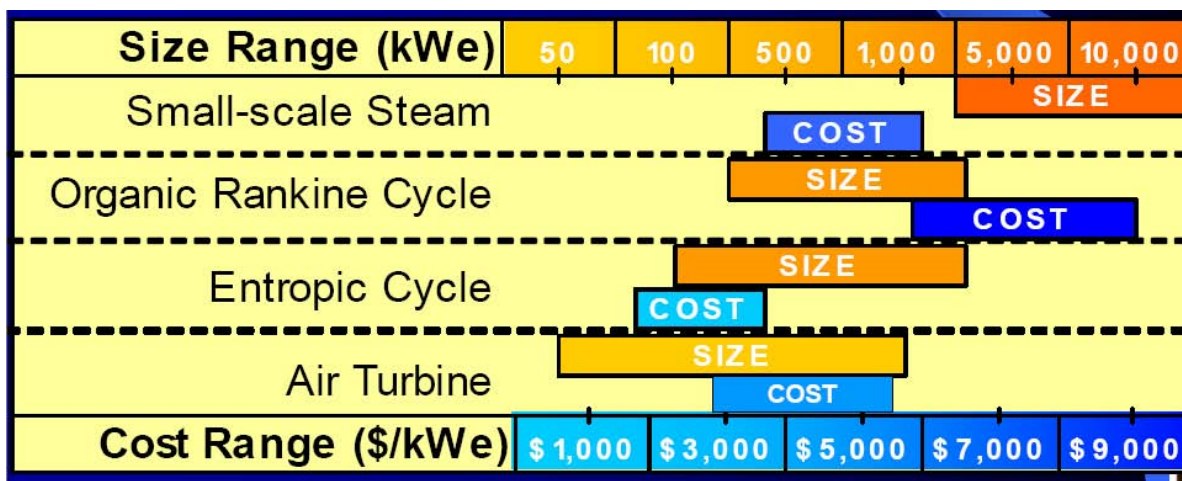 Size Range (kWe) 50 100 500 1,000 5,000 10,000
Small-scale Steam SIZE
COST
Organic Rankine Cycle SIZE
COST
Entropic Cycle SIZE
COST
Air Turbine SIZE
COST
Cost Range ($/kWe) $1,000 $3,000 $5,000 $7,000 $9,000